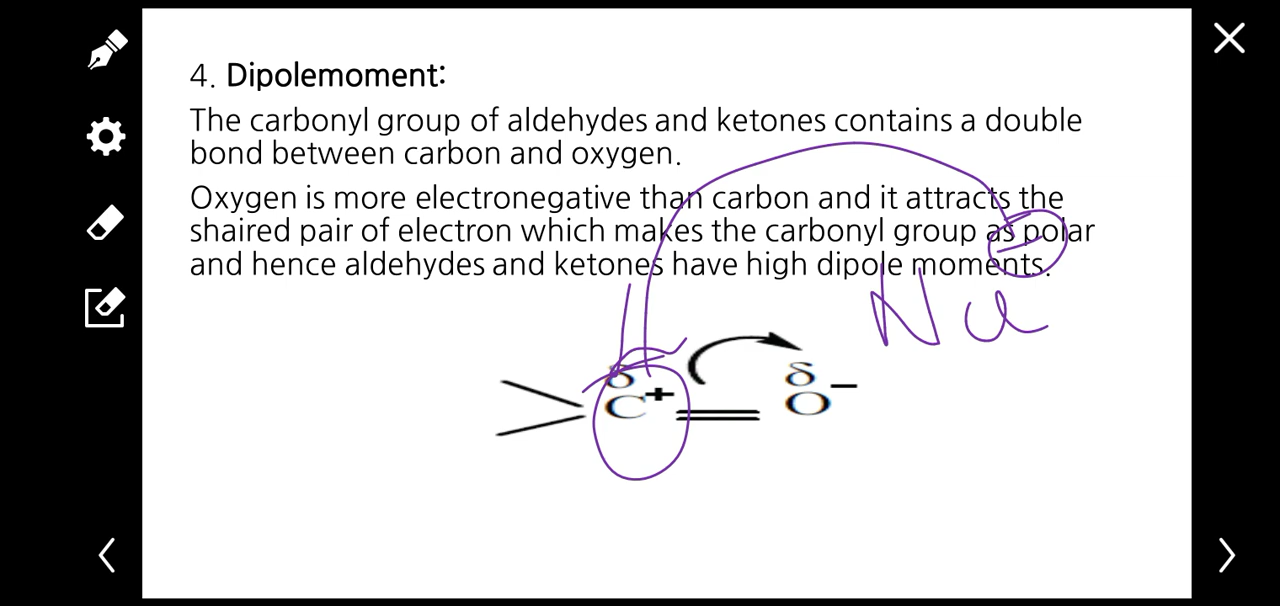 4. Dipolemoment:
The carbonyl group of aldehydes and ketones contains a double
bond between carbon and oxygen.
Oxygen is more electronegative than carbon and it attracts the
shaired pair of electron which makes the carbonyl group as polar
and hence aldehydes and ketones have high dipole moments.
Nu
δ δ
C+ O −